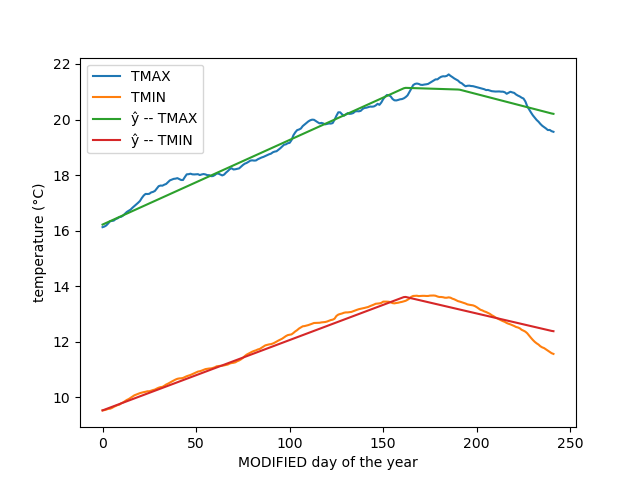 22
20
18
16
14
12
10
temperature (°C)
TMAX
TMIN
ŷ -- TMAX
ŷ -- TMIN
0 50 100 150 200 250
MODIFIED day of the year